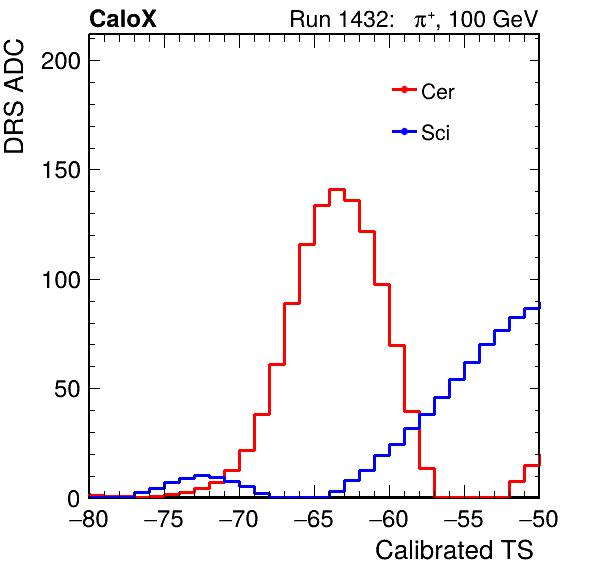 CaloX Run 1432: π⁺, 100 GeV
DRS ADC
200
150
100
50
0
Cer
Sci
−80 −75 −70 −65 −60 −55 −50
Calibrated TS